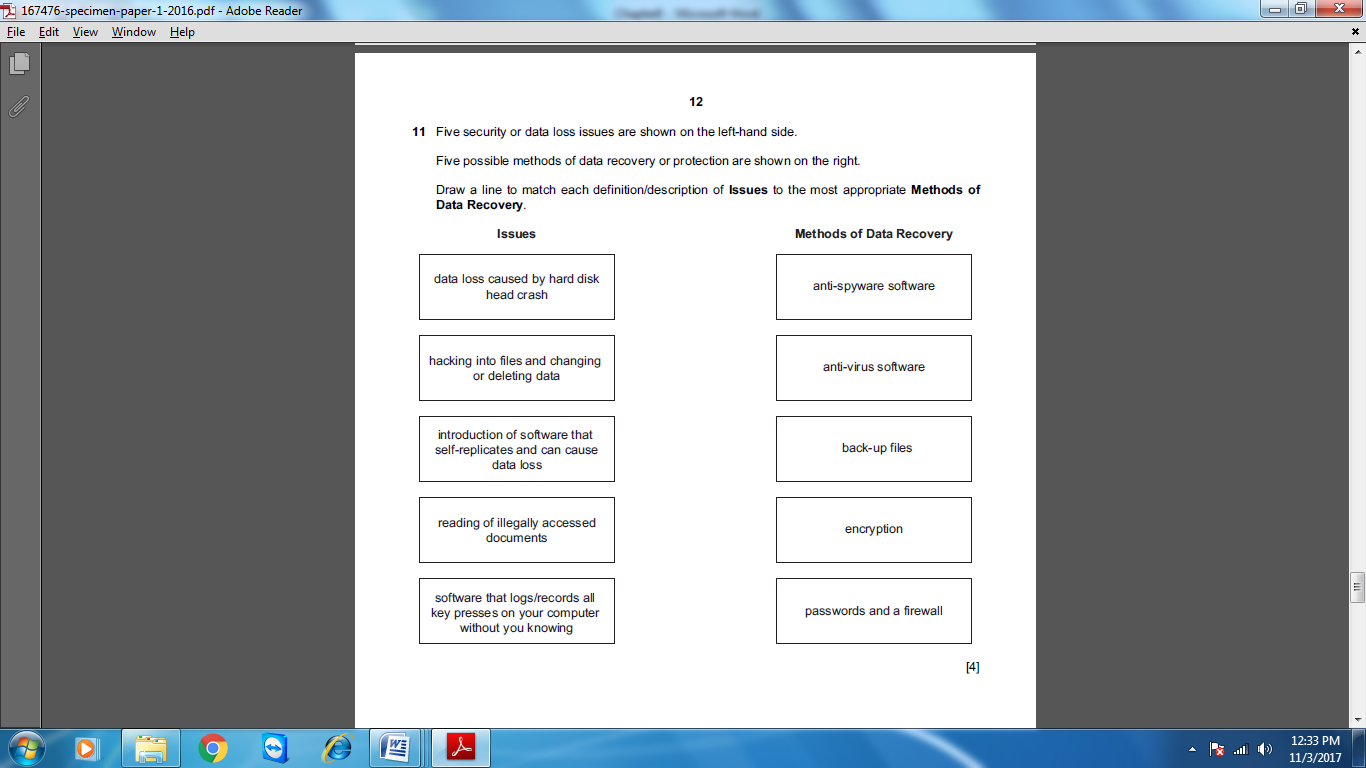 167476-specimen-paper-1-2016.pdf - Adobe Reader
File Edit View Window Help
12
11 Five security or data loss issues are shown on the left-hand side.
Five possible methods of data recovery or protection are shown on the right.
Draw a line to match each definition/description of Issues to the most appropriate Methods of
Data Recovery.
Issues
Methods of Data Recovery
data loss caused by hard disk
head crash
anti-spyware software
hacking into files and changing
or deleting data
anti-virus software
introduction of software that
self-replicates and can cause
data loss
back-up files
reading of illegally accessed
documents
encryption
software that logs/records all
key presses on your computer
without you knowing
passwords and a firewall
[4]
12:33 PM
11/3/2017